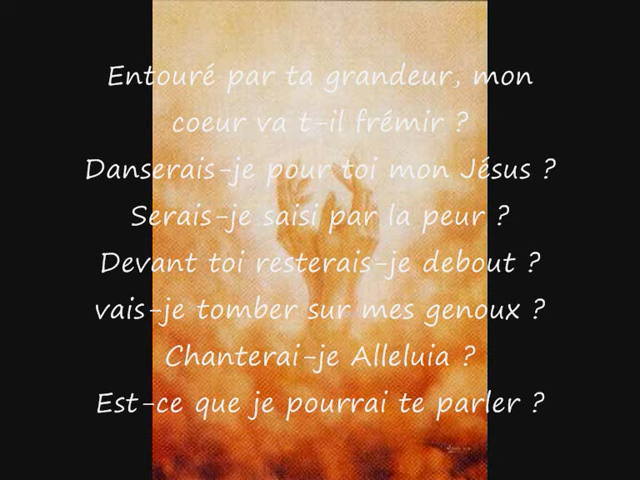 Entouré par ta grandeur, mon
coeur va t-il frémir ?
Danserais-je pour toi mon Jésus ?
Serais-je saisi par la peur ?
Devant toi resterais-je debout ?
vais-je tomber sur mes genoux ?
Chanterai-je Alleluia ?
Est-ce que je pourrai te parler ?